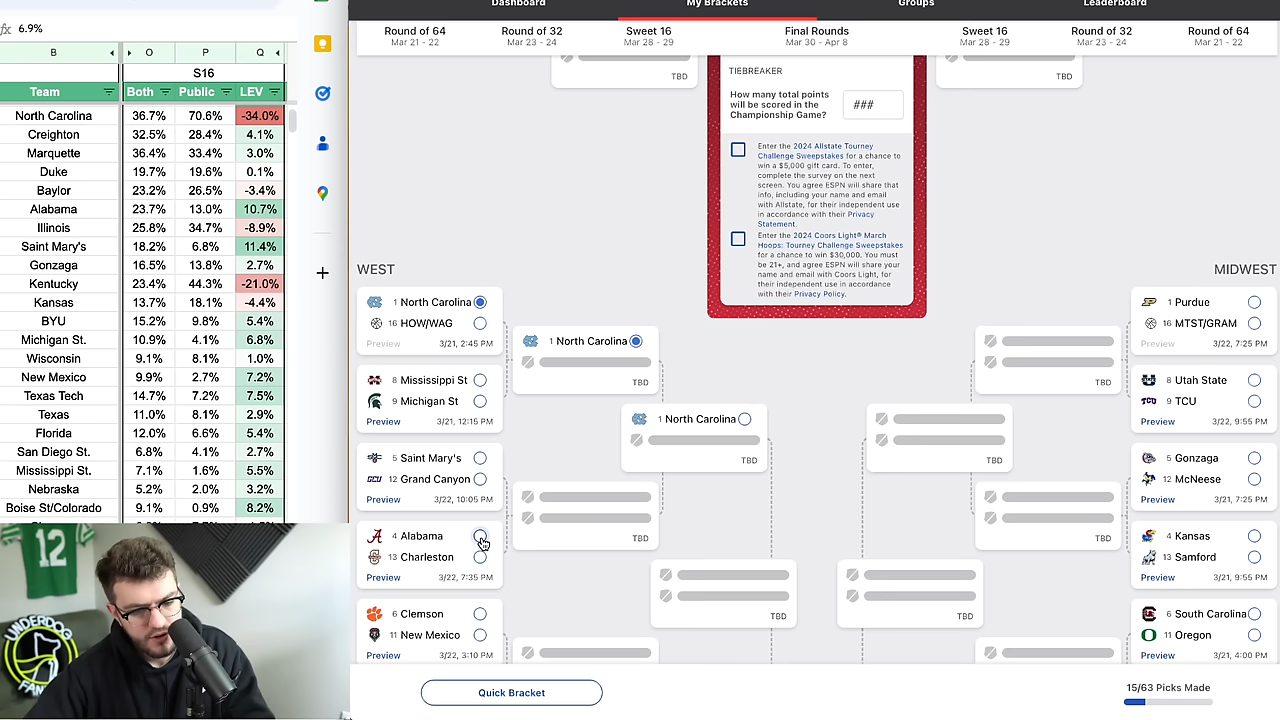 Dashboard
My Brackets
Groups
Leaderboard
Round of 64
Mar 21 - 22
Round of 32
Mar 23 - 24
Sweet 16
Mar 28 - 29
Final Rounds
Mar 30 - Apr 8
Sweet 16
Mar 28 - 29
Round of 32
Mar 23 - 24
Round of 64
Mar 21 - 22
fx 6.9%
B O P Q
S16
Team Both Public LEV
North Carolina 36.7% 70.6% -34.0%
Creighton 32.5% 28.4% 4.1%
Marquette 36.4% 33.4% 3.0%
Duke 19.7% 19.6% 0.1%
Baylor 23.2% 26.5% -3.4%
Alabama 23.7% 13.0% 10.7%
Illinois 25.8% 34.7% -8.9%
Saint Mary's 18.2% 6.8% 11.4%
Gonzaga 16.5% 13.8% 2.7%
Kentucky 23.4% 44.3% -21.0%
Kansas 13.7% 18.1% -4.4%
BYU 15.2% 9.8% 5.4%
Michigan St. 10.9% 4.1% 6.8%
Wisconsin 9.1% 8.1% 1.0%
New Mexico 9.9% 2.7% 7.2%
Texas Tech 14.7% 7.2% 7.5%
Texas 11.0% 8.1% 2.9%
Florida 12.0% 6.6% 5.4%
San Diego St. 6.8% 4.1% 2.7%
Mississippi St. 7.1% 1.6% 5.5%
Nebraska 5.2% 2.0% 3.2%
Boise St/Colorado 9.1% 0.9% 8.2%
12
UNDERDOG
FAN
TBD
TBD
TIEBREAKER
How many total points
will be scored in the
Championship Game?
###
Enter the 2024 Allstate Tourney
Challenge Sweepstakes for a chance to
win a $5,000 gift card. To enter,
complete the survey on the next
screen. You agree ESPN will share that
info, including your name and email
with Allstate, for their independent use
in accordance with their Privacy
Statement.
Enter the 2024 Coors Light® March
Hoops: Tourney Challenge Sweepstakes
for a chance to win $30,000. You must
be 21+, and agree ESPN will share your
name and email with Coors Light, for
their independent use in accordance
with their Privacy Policy.
WEST
1 North Carolina
16 HOW/WAG
Preview 3/21, 2:45 PM
8 Mississippi St
9 Michigan St
Preview 3/21, 12:15 PM
5 Saint Mary's
12 Grand Canyon
GCU
Preview 3/22, 10:05 PM
4 Alabama
13 Charleston
Preview 3/22, 7:35 PM
6 Clemson
11 New Mexico
Preview 3/22, 3:10 PM
1 North Carolina
TBD
TBD
1 North Carolina
TBD
TBD
MIDWEST
1 Purdue
16 MTST/GRAM
Preview 3/22, 7:25 PM
8 Utah State
9 TCU
TCU
Preview 3/22, 9:55 PM
5 Gonzaga
12 McNeese
Preview 3/21, 7:25 PM
4 Kansas
13 Samford
Preview 3/21, 9:55 PM
6 South Carolina
11 Oregon
Preview 3/21, 4:00 PM
TBD
TBD
TBD
TBD
Quick Bracket
15/63 Picks Made